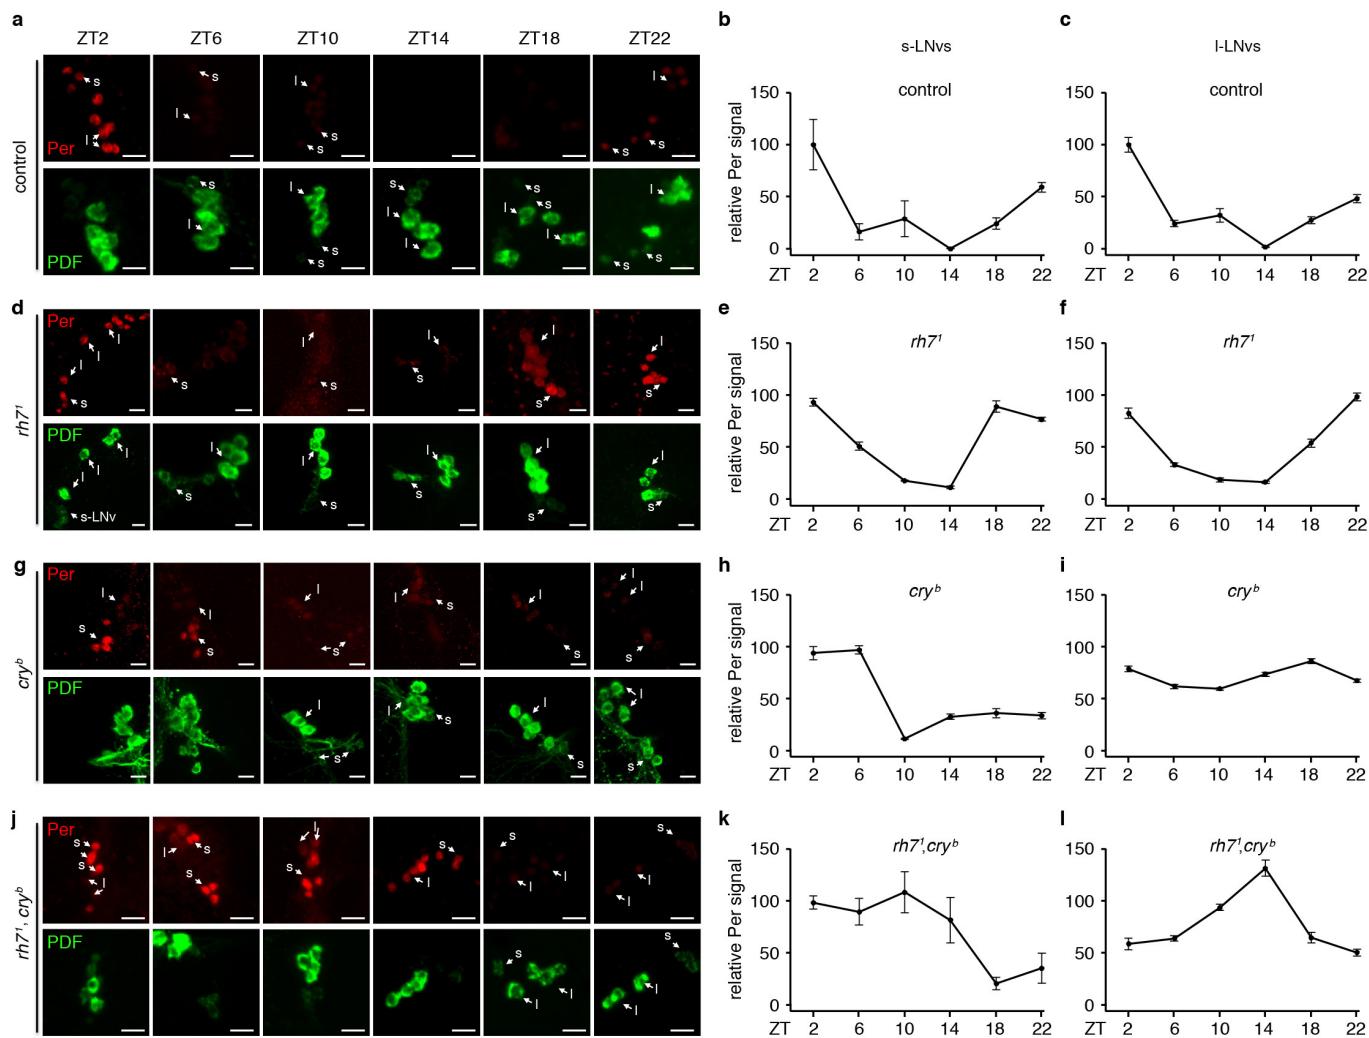 a
ZT2 ZT6 ZT10 ZT14 ZT18 ZT22
control
s s l l l
Per l s s s
s s l s l
l l s l
PDF s s l s s
b
s-LNvs
control
relative Per signal
150
100
50
0
ZT 2 6 10 14 18 22
c
l-LNvs
control
150
100
50
0
ZT 2 6 10 14 18 22
d
rh7¹
Per l l l l l l
l l s s s s s s
PDF l l l l l l l
s-LNv s s s s s
e
rh7¹
relative Per signal
150
100
50
0
ZT 2 6 10 14 18 22
f
rh7¹
150
100
50
0
ZT 2 6 10 14 18 22
g
cryᵇ
Per l l l l s l l l
s s s s s
PDF l l s l l l
s s s
h
cryᵇ
relative Per signal
150
100
50
0
ZT 2 6 10 14 18 22
i
cryᵇ
150
100
50
0
ZT 2 6 10 14 18 22
j
rh7¹, cryᵇ
Per s l s l s s s
s l s s l l l
PDF s l l s l l
k
rh7¹,cryᵇ
relative Per signal
150
100
50
0
ZT 2 6 10 14 18 22
l
rh7¹,cryᵇ
150
100
50
0
ZT 2 6 10 14 18 22